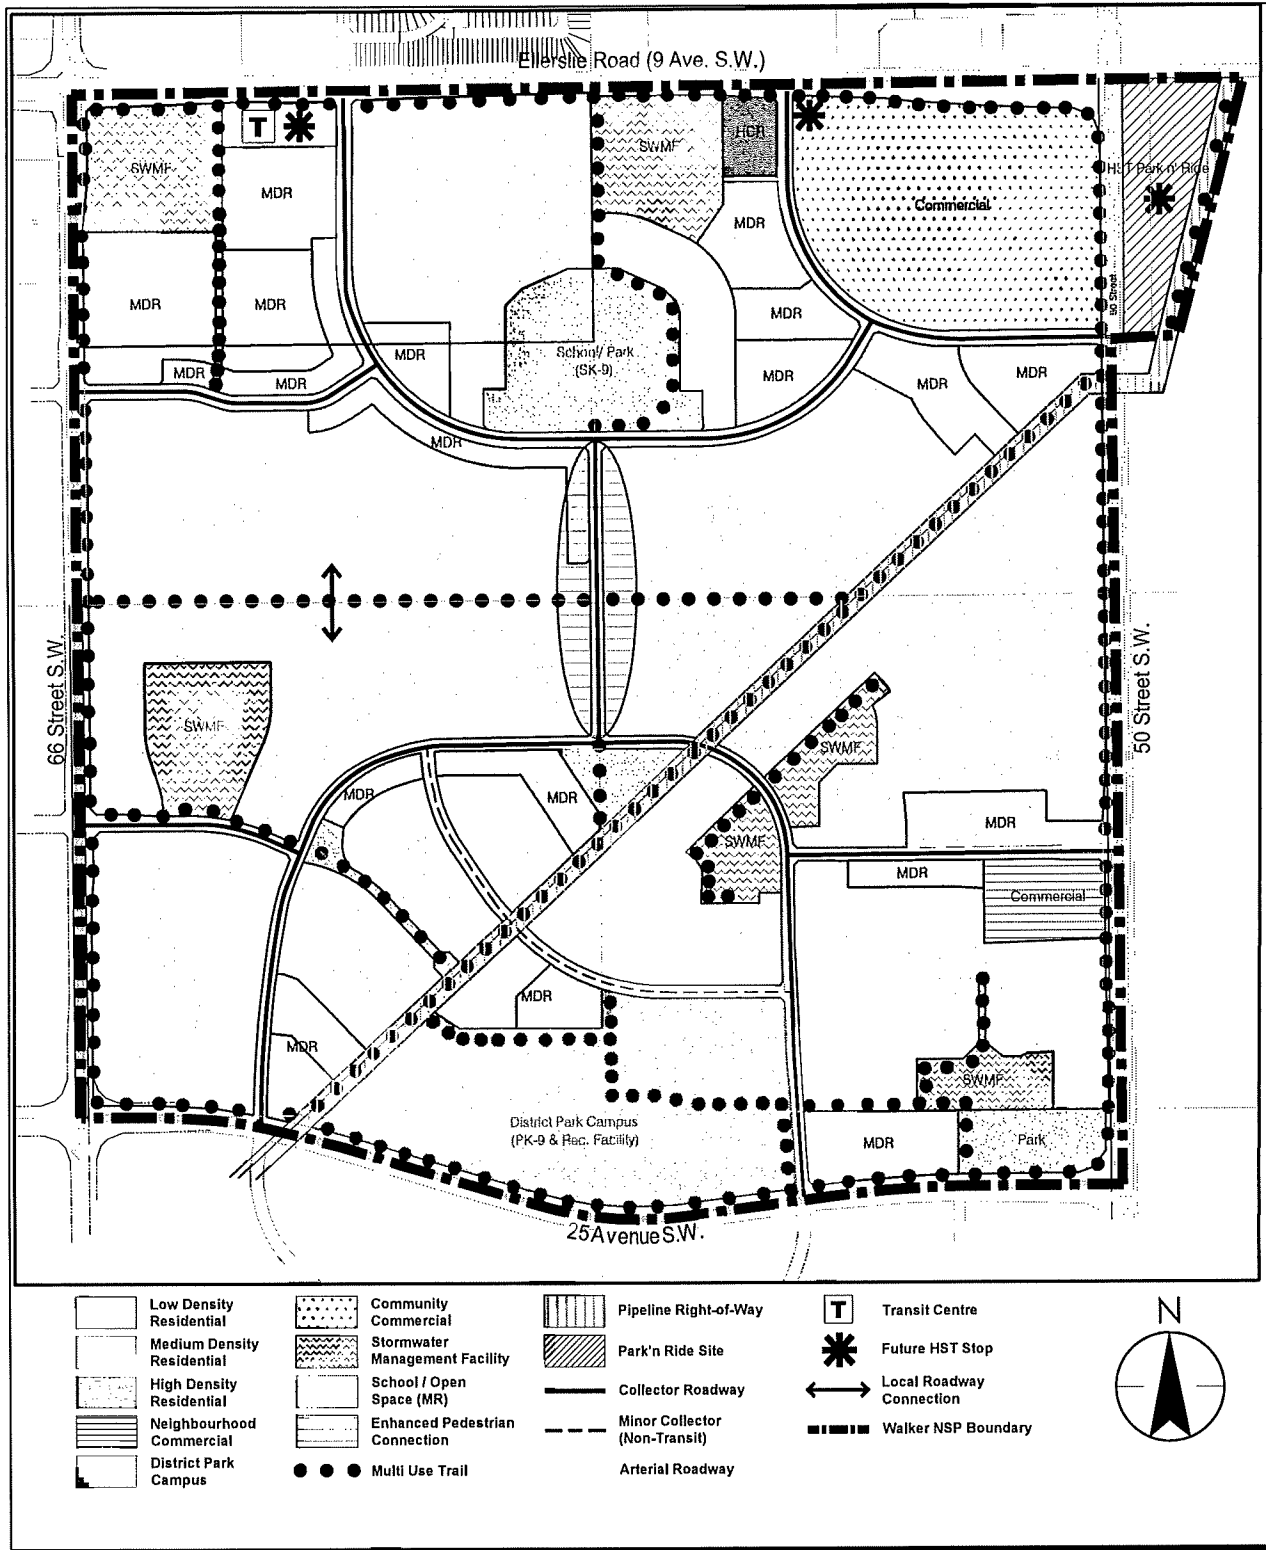 Ellerslie Road (9 Ave. S.W.)
T
SWMF
MDR
SWMF
HDR
MDR
Commercial
HST Park n' Ride
50 Street
MDR
MDR
MDR
MDR
School/ Park
(SK-9)
MDR
MDR
MDR
MDR
MDR
MDR
MDR
66 Street S.W.
50 Street S.W.
SWMF
SWMF
MDR
MDR
MDR
SWMF
MDR
Commercial
MDR
MDR
SWMF
District Park Campus
(PK-9 & Rec. Facility)
MDR
Park
25 Avenue S.W.
Low Density
Residential
Medium Density
Residential
High Density
Residential
Neighbourhood
Commercial
District Park
Campus
Community
Commercial
Stormwater
Management Facility
School / Open
Space (MR)
Enhanced Pedestrian
Connection
Multi Use Trail
Pipeline Right-of-Way
Park'n Ride Site
Collector Roadway
Minor Collector
(Non-Transit)
Arterial Roadway
T
Transit Centre
Future HST Stop
Local Roadway
Connection
Walker NSP Boundary
N